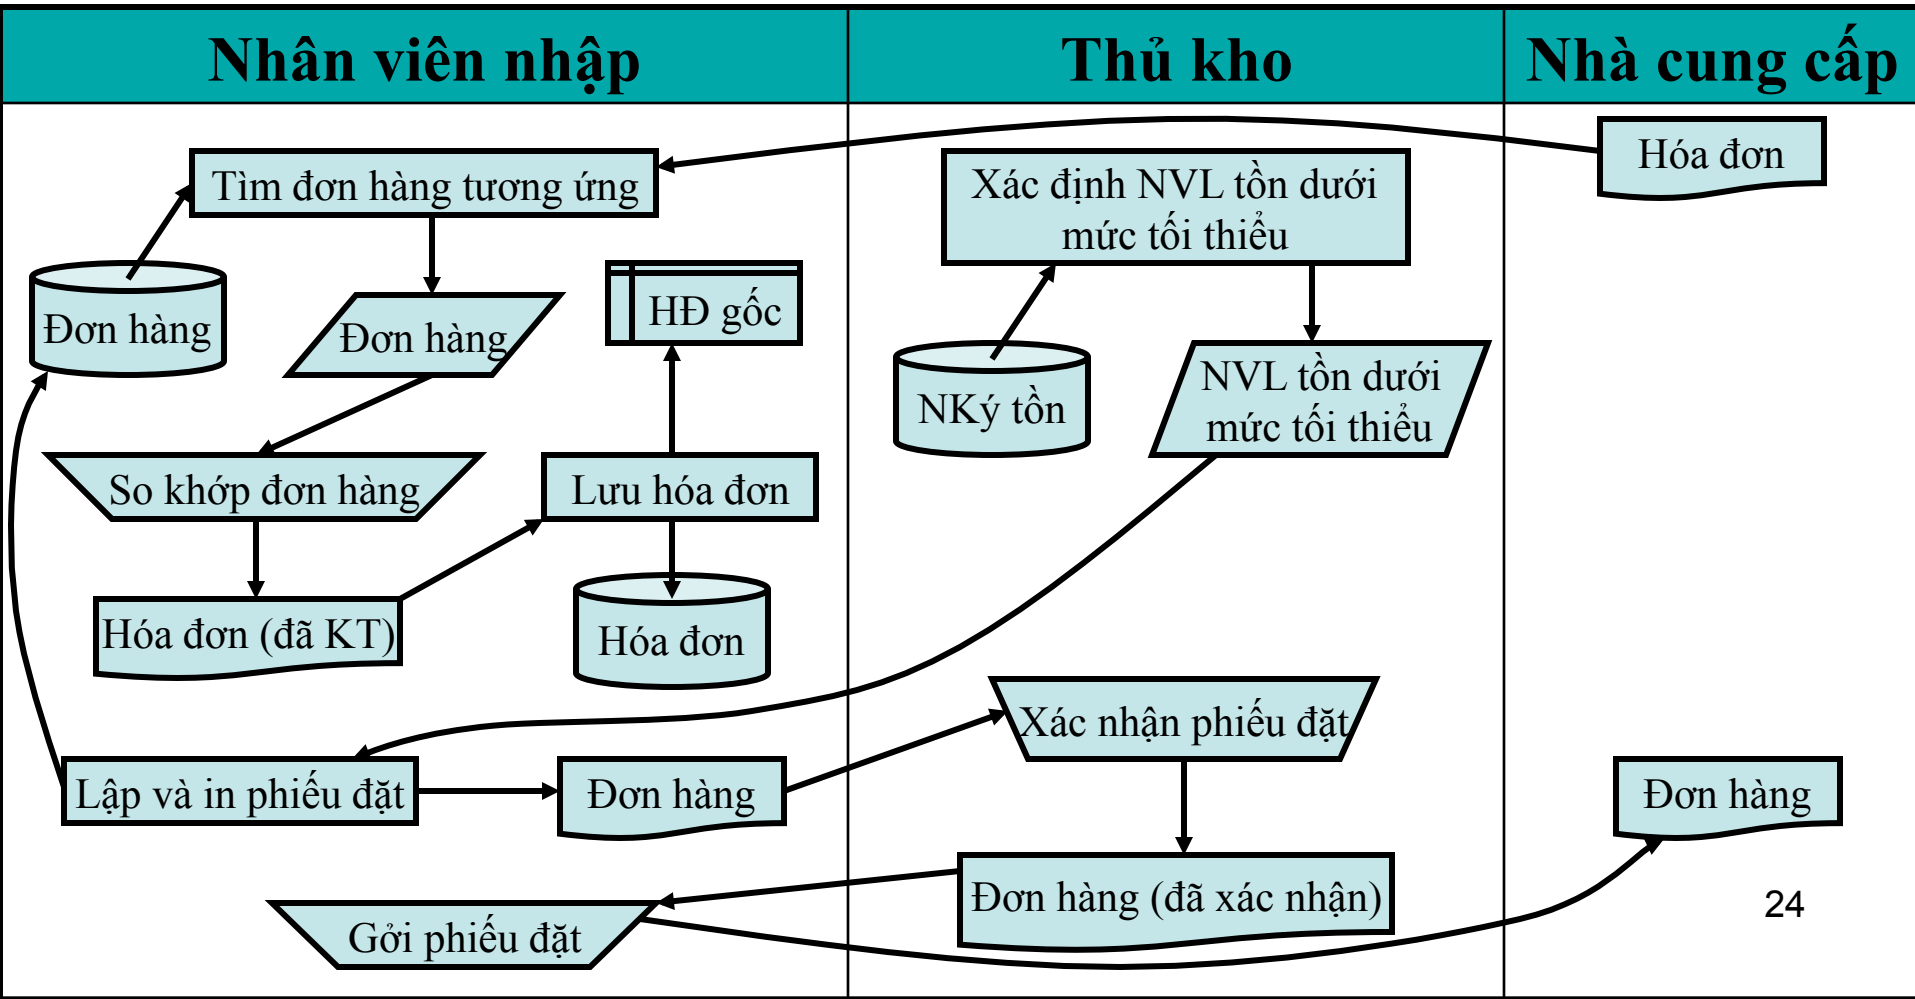 Nhân viên nhập
Thủ kho
Nhà cung cấp
Tìm đơn hàng tương ứng
Xác định NVL tồn dưới
mức tối thiểu
Hóa đơn
Đơn hàng
Đơn hàng
HĐ gốc
NKý tồn
NVL tồn dưới
mức tối thiểu
So khớp đơn hàng
Lưu hóa đơn
Hóa đơn (đã KT)
Hóa đơn
Xác nhận phiếu đặt
Lập và in phiếu đặt
Đơn hàng
Đơn hàng
Đơn hàng (đã xác nhận)
24
Gởi phiếu đặt